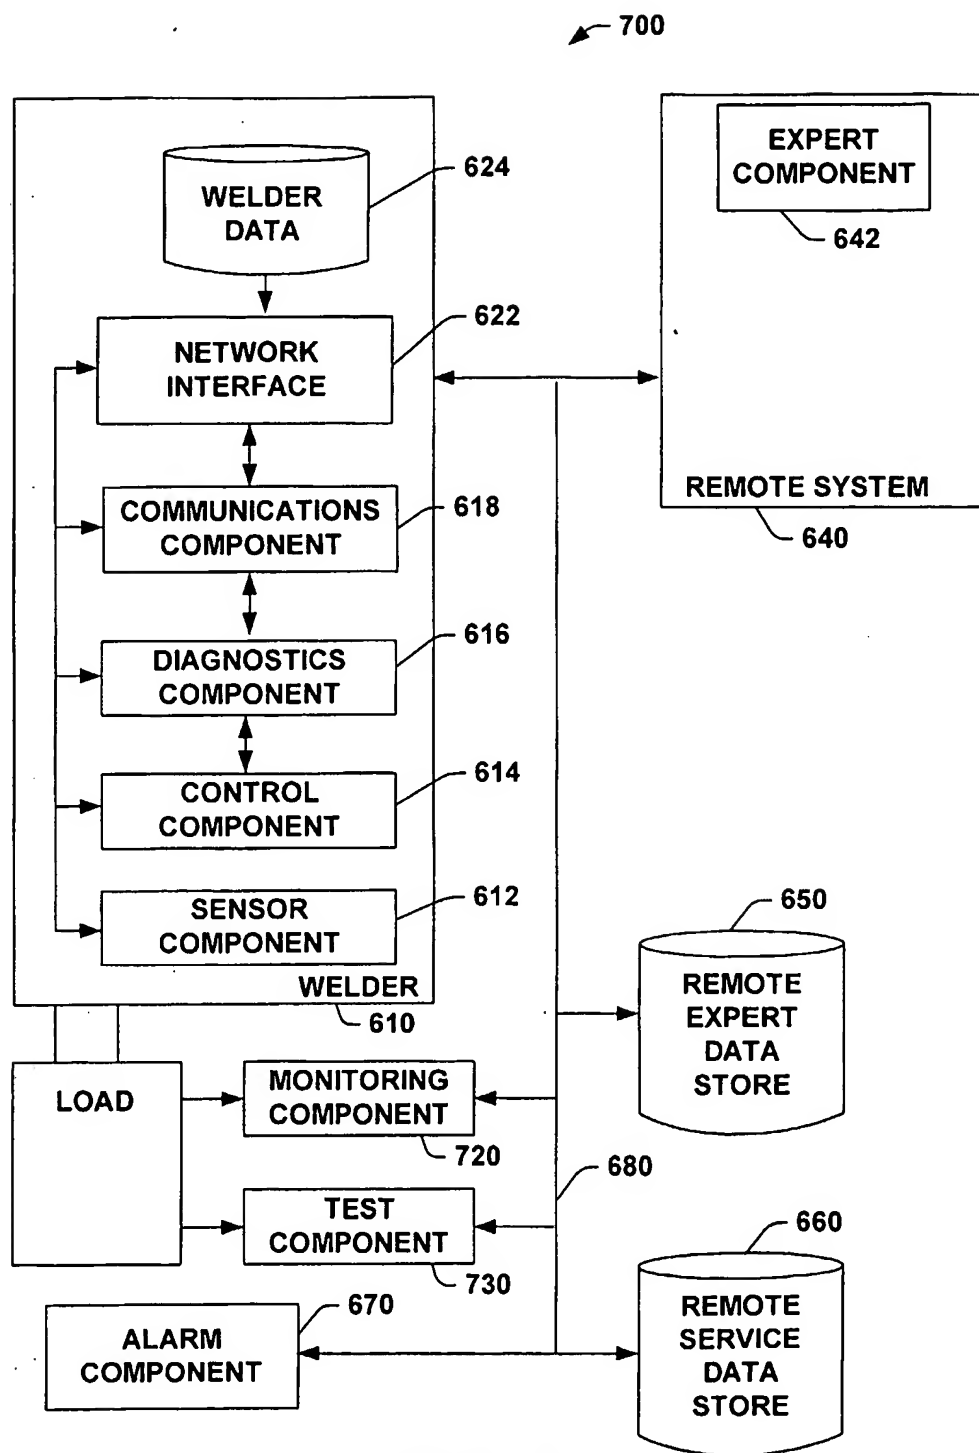 700
WELDER
DATA
624
EXPERT
COMPONENT
642
NETWORK
INTERFACE
622
COMMUNICATIONS
COMPONENT
618
REMOTE SYSTEM
640
DIAGNOSTICS
COMPONENT
616
CONTROL
COMPONENT
614
SENSOR
COMPONENT
612
WELDER
610
650
REMOTE
EXPERT
DATA
STORE
LOAD
MONITORING
COMPONENT
720
680
TEST
COMPONENT
730
660
REMOTE
SERVICE
DATA
STORE
670
ALARM
COMPONENT